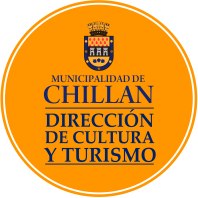 MUNICIPALIDAD DE
CHILLAN
DIRECCIÓN
DE CULTURA
Y TURISMO